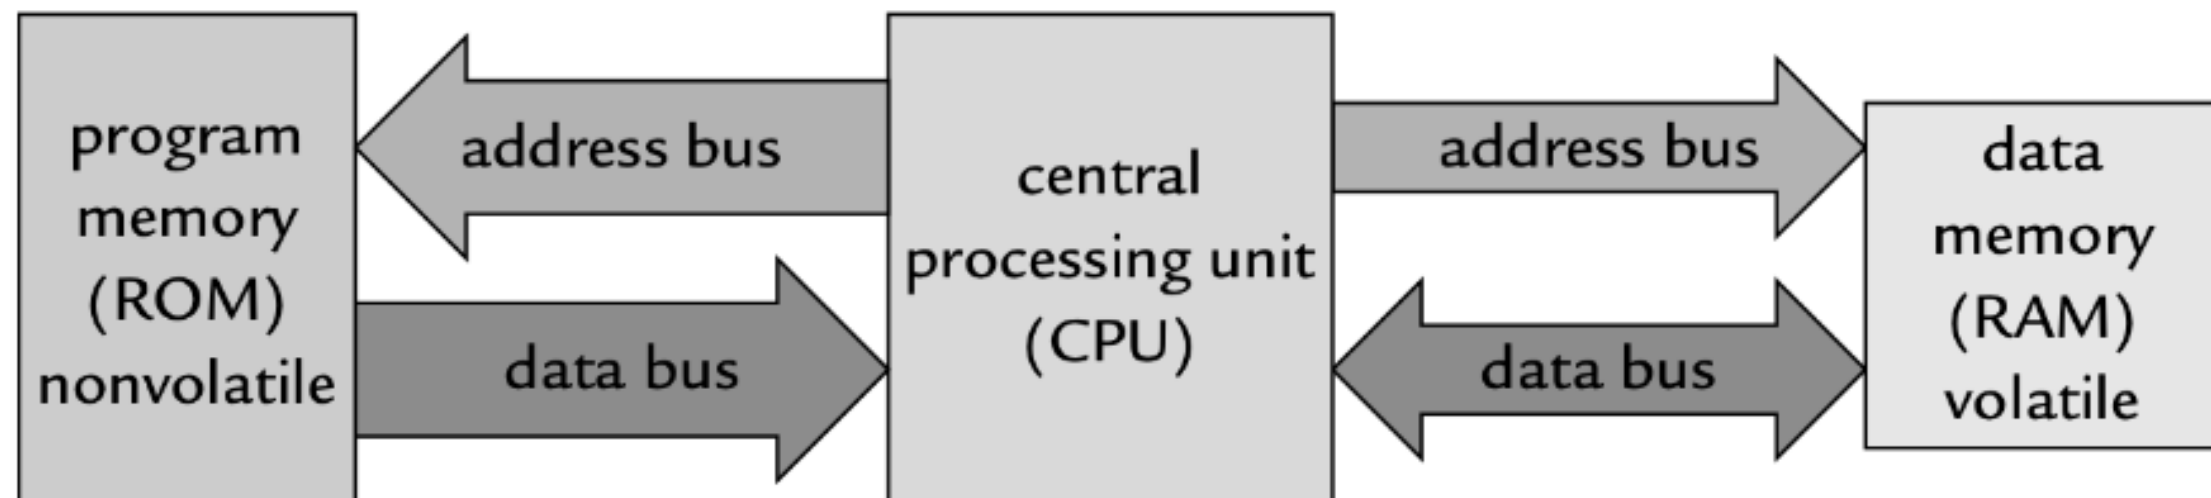 program
memory
(ROM)
nonvolatile
address bus
data bus
central
processing unit
(CPU)
address bus
data bus
data
memory
(RAM)
volatile